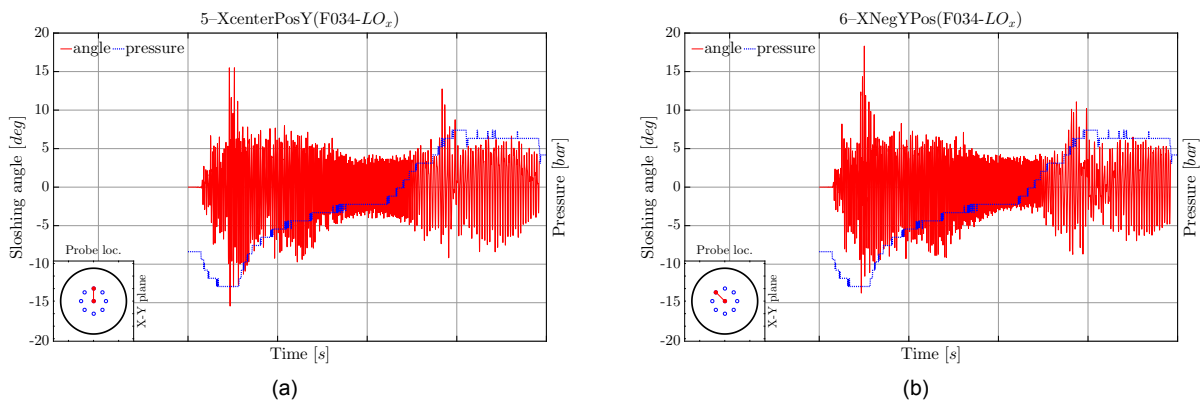 5–XcenterPosY(F034-LOx)
20
15
10
5
0
-5
-10
-15
-20
Sloshing angle [deg]
angle
pressure
Pressure [bar]
Probe loc.
X-Y plane
Time [s]
(a)
6–XNegYPos(F034-LOx)
20
15
10
5
0
-5
-10
-15
-20
Sloshing angle [deg]
angle
pressure
Pressure [bar]
Probe loc.
X-Y plane
Time [s]
(b)